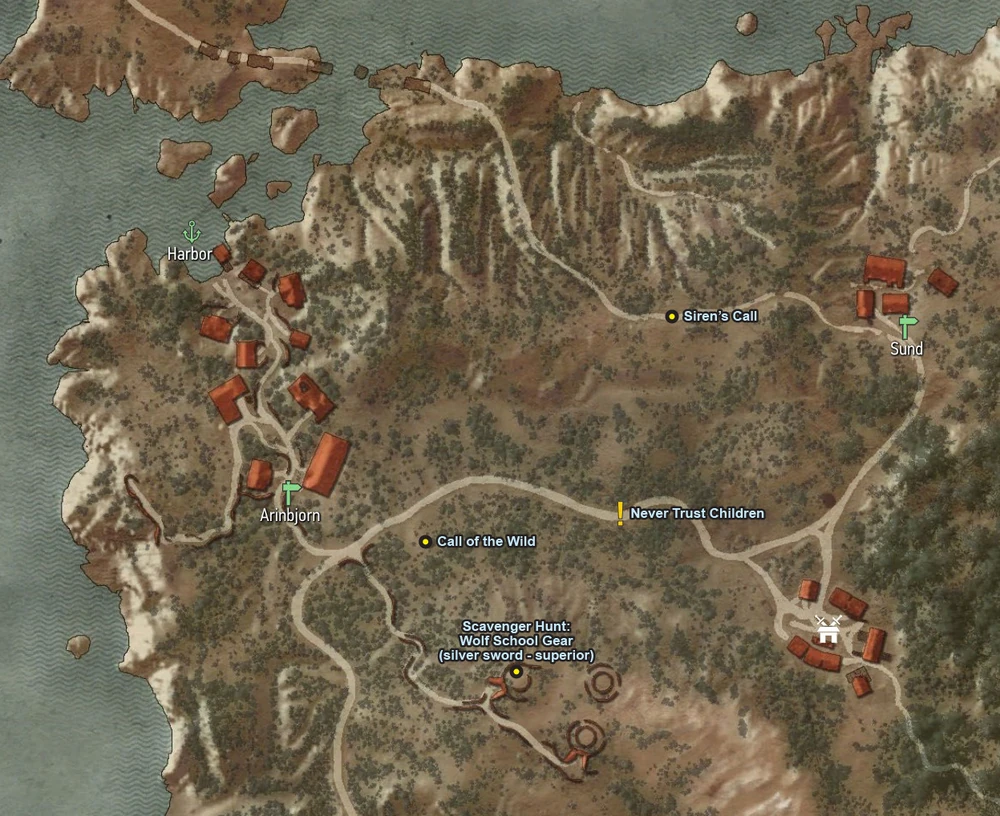 Harbor
Siren's Call
Sund
Arinbjorn
Never Trust Children
Call of the Wild
Scavenger Hunt:
Wolf School Gear
(silver sword - superior)